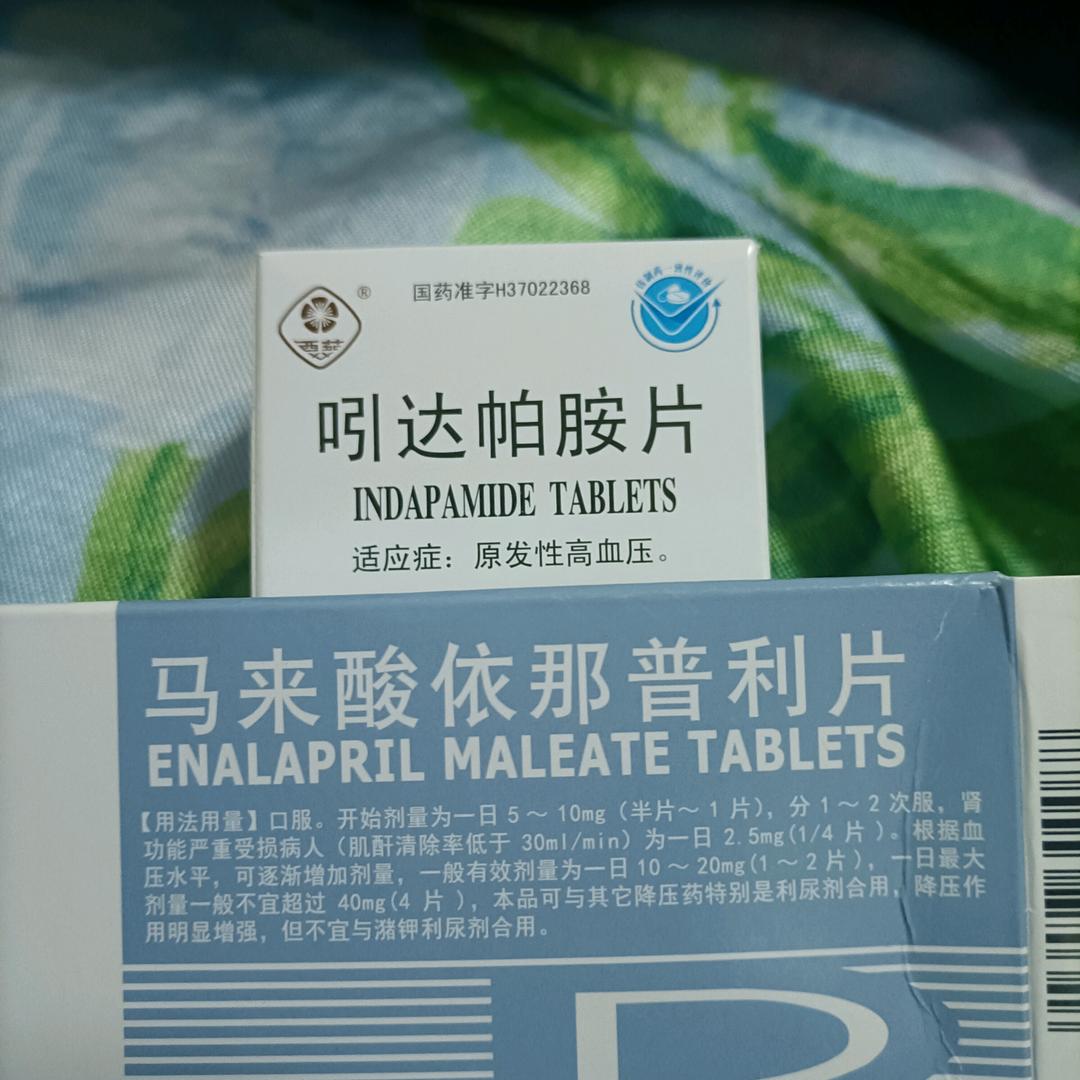 国药准字H37022368
仿制药一致性评价
吲达帕胺片
INDAPAMIDE TABLETS
适应症：原发性高血压。
马来酸依那普利片
ENALAPRIL MALEATE TABLETS
【用法用量】口服。开始剂量为一日 5～10mg（半片～1 片），分 1～2 次服，肾
功能严重受损病人（肌酐清除率低于 30ml/min）为一日 2.5mg(1/4 片 )。根据血
压水平，可逐渐增加剂量，一般有效剂量为一日 10～20mg(1～2片)，一日最大
剂量一般不宜超过 40mg(4 片 )，本品可与其它降压药特别是利尿剂合用，降压作
用明显增强，但不宜与潴钾利尿剂合用。
R